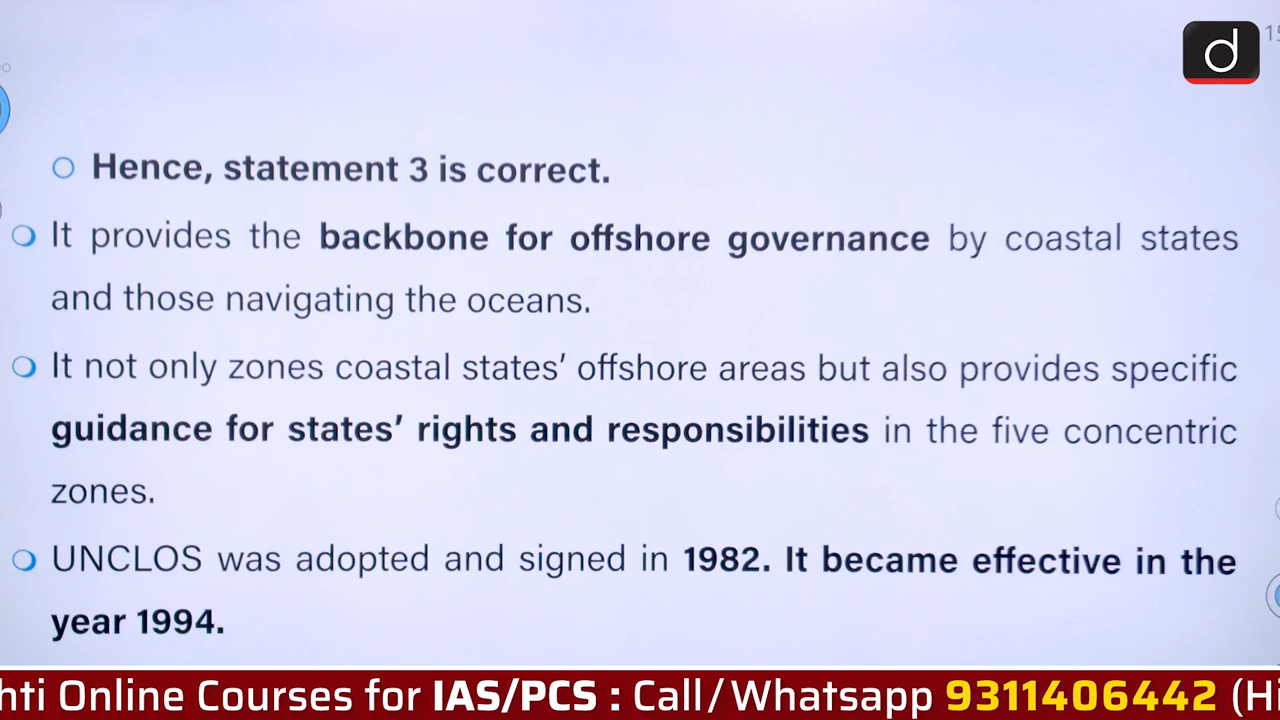 Hence, statement 3 is correct.
It provides the backbone for offshore governance by coastal states
and those navigating the oceans.
It not only zones coastal states’ offshore areas but also provides specific
guidance for states’ rights and responsibilities in the five concentric
zones.
UNCLOS was adopted and signed in 1982. It became effective in the
year 1994.
Online Courses for IAS/PCS : Call/Whatsapp 9311406442